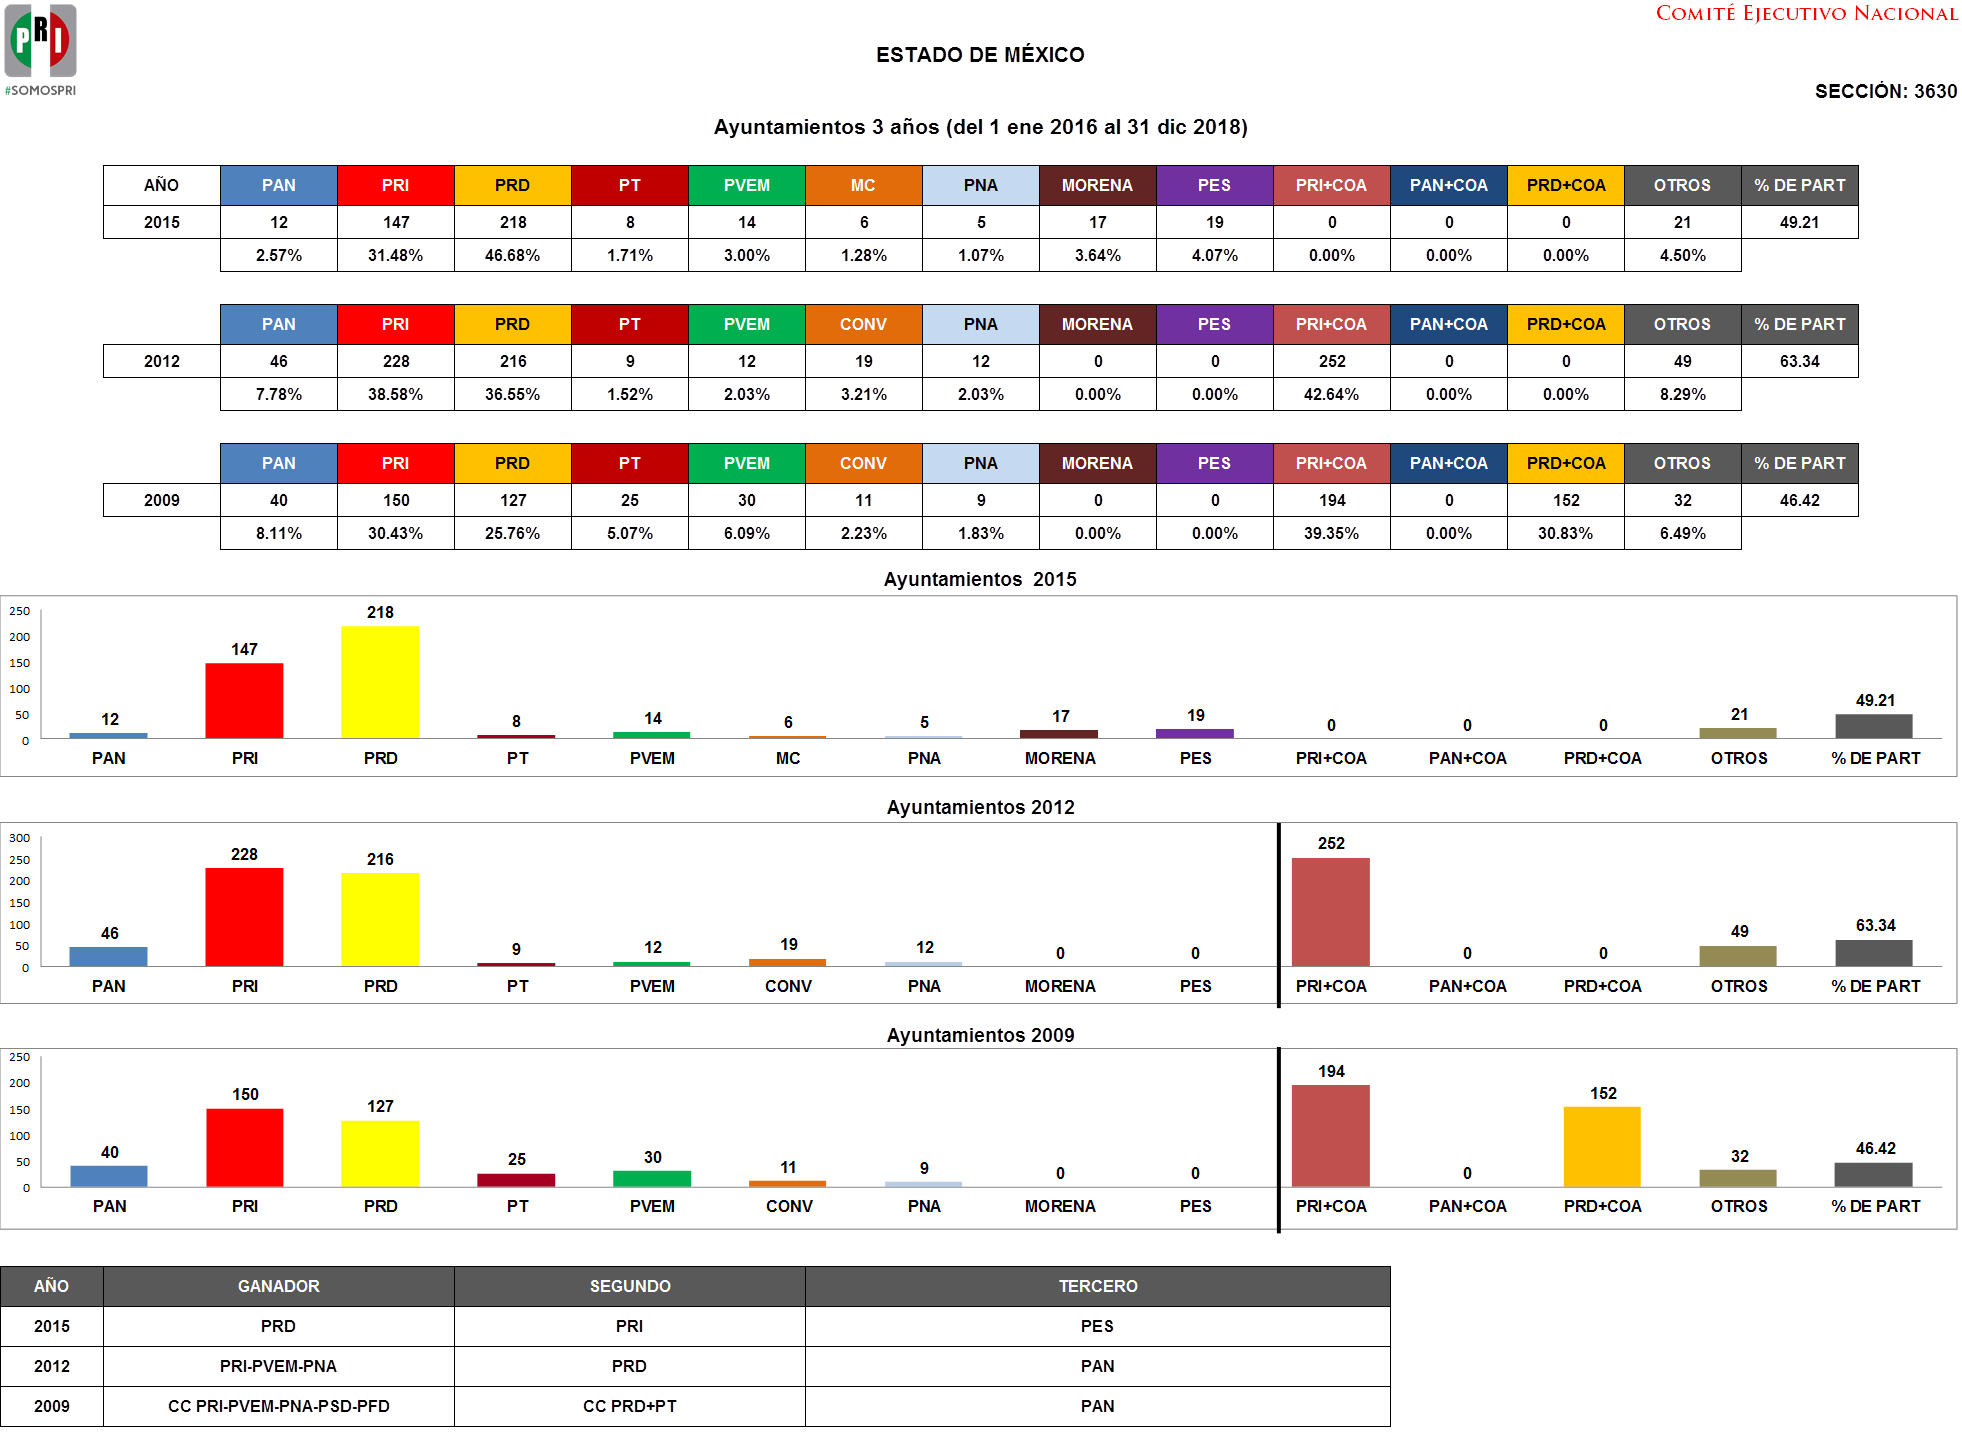 PRI
#SOMOSPRI
COMITÉ EJECUTIVO NACIONAL
ESTADO DE MÉXICO
SECCIÓN: 3630
Ayuntamientos 3 años (del 1 ene 2016 al 31 dic 2018)
AÑO PAN PRI PRD PT PVEM MC PNA MORENA PES PRI+COA PAN+COA PRD+COA OTROS % DE PART
2015 12 147 218 8 14 6 5 17 19 0 0 0 21 49.21
2.57% 31.48% 46.68% 1.71% 3.00% 1.28% 1.07% 3.64% 4.07% 0.00% 0.00% 0.00% 4.50%
PAN PRI PRD PT PVEM CONV PNA MORENA PES PRI+COA PAN+COA PRD+COA OTROS % DE PART
2012 46 228 216 9 12 19 12 0 0 252 0 0 49 63.34
7.78% 38.58% 36.55% 1.52% 2.03% 3.21% 2.03% 0.00% 0.00% 42.64% 0.00% 0.00% 8.29%
PAN PRI PRD PT PVEM CONV PNA MORENA PES PRI+COA PAN+COA PRD+COA OTROS % DE PART
2009 40 150 127 25 30 11 9 0 0 194 0 152 32 46.42
8.11% 30.43% 25.76% 5.07% 6.09% 2.23% 1.83% 0.00% 0.00% 39.35% 0.00% 30.83% 6.49%
Ayuntamientos 2015
250
200
150
100
50
0
12 147 218 8 14 6 5 17 19 0 0 0 21 49.21
PAN PRI PRD PT PVEM MC PNA MORENA PES PRI+COA PAN+COA PRD+COA OTROS % DE PART
Ayuntamientos 2012
300
250
200
150
100
50
0
46 228 216 9 12 19 12 0 0 252 0 0 49 63.34
PAN PRI PRD PT PVEM CONV PNA MORENA PES PRI+COA PAN+COA PRD+COA OTROS % DE PART
Ayuntamientos 2009
250
200
150
100
50
0
40 150 127 25 30 11 9 0 0 194 0 152 32 46.42
PAN PRI PRD PT PVEM CONV PNA MORENA PES PRI+COA PAN+COA PRD+COA OTROS % DE PART
AÑO GANADOR SEGUNDO TERCERO
2015 PRD PRI PES
2012 PRI-PVEM-PNA PRD PAN
2009 CC PRI-PVEM-PNA-PSD-PFD CC PRD+PT PAN